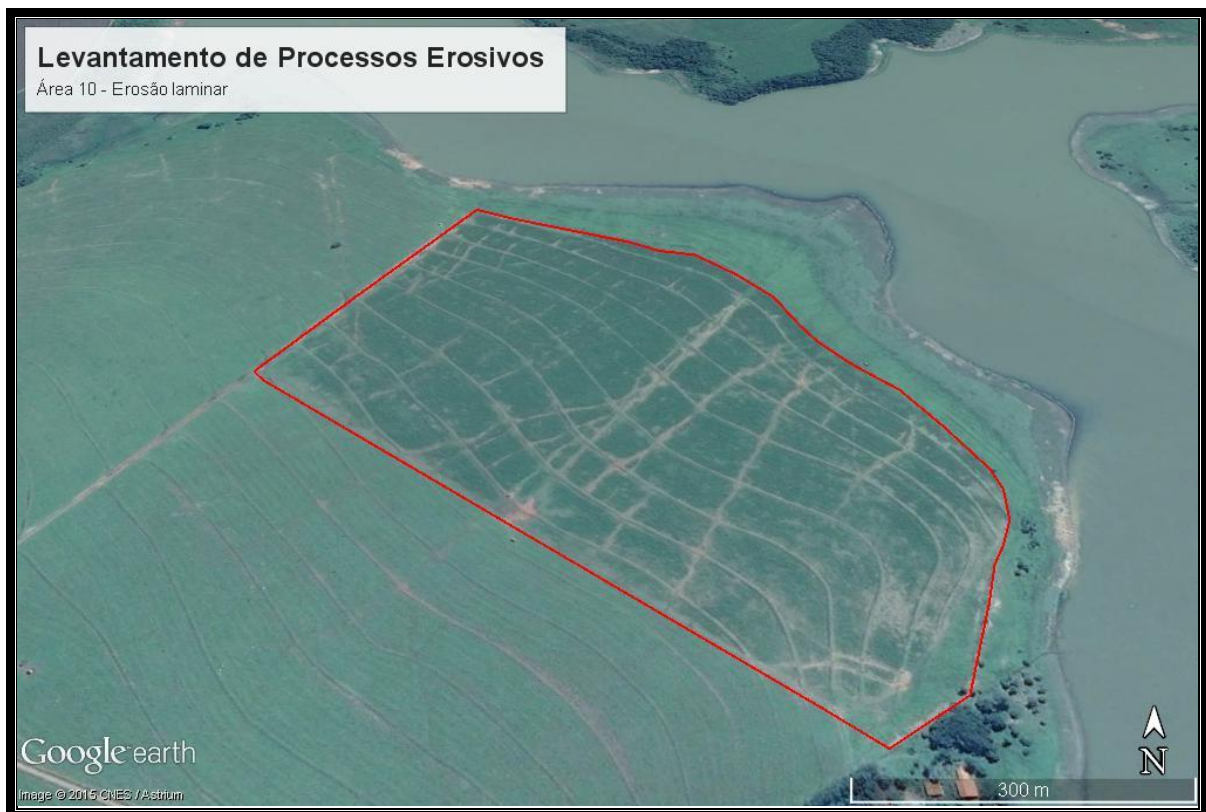 Levantamento de Processos Erosivos
Área 10 - Erosão laminar
N
300 m
Google earth
Image © 2015 CNES / Astrium